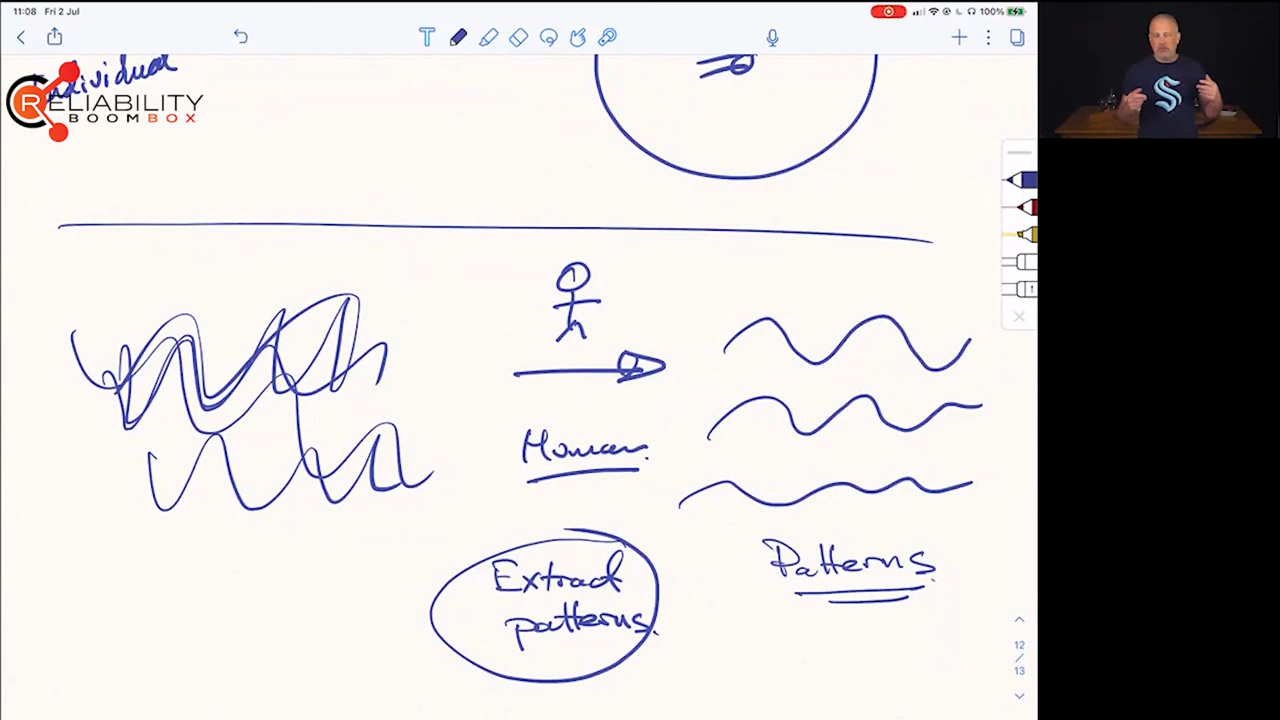 11:08 Fri 2 Jul
100%
Individual
RELIABILITY
BOOMBOX
Human.
Extract
patterns.
Patterns.
12
/
13